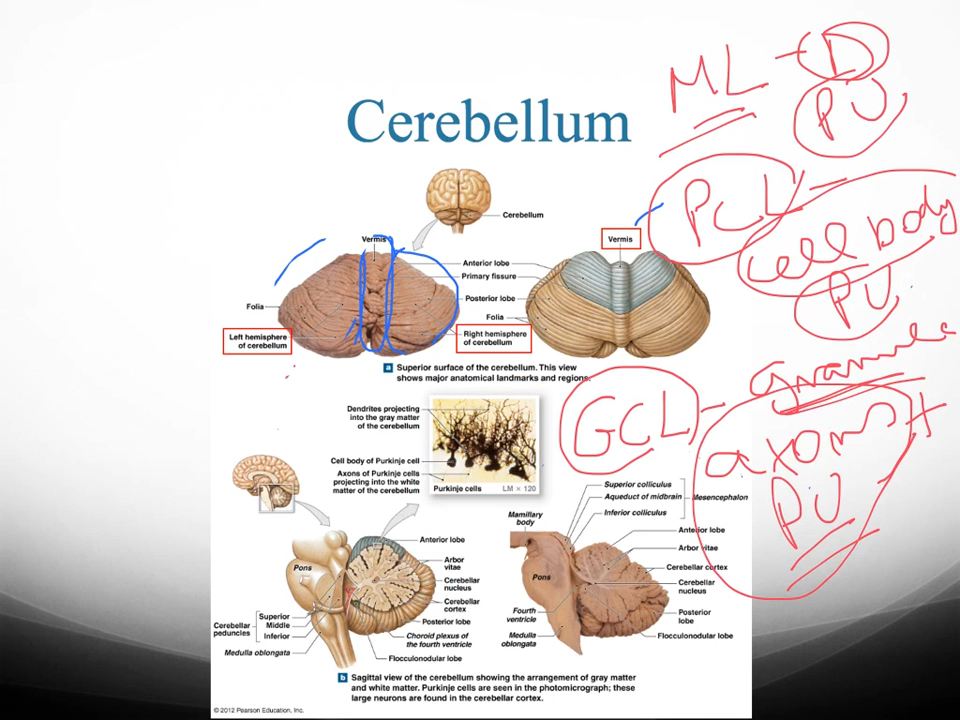 Cerebellum
ML - D
PU
PCL -
cell body
PU
GCL - granules
axons +
PU
Cerebellum
Vermis
Anterior lobe
Primary fissure
Posterior lobe
Folia
Folia
Left hemisphere
of cerebellum
Right hemisphere
of cerebellum
Vermis
a Superior surface of the cerebellum. This view
shows major anatomical landmarks and regions.
Dendrites projecting
into the gray matter
of the cerebellum
Cell body of Purkinje cell
Axons of Purkinje cells
projecting into the white
matter of the cerebellum
Purkinje cells LM × 120
Anterior lobe
Arbor
vitae
Pons
Cerebellar
nucleus
Cerebellar
cortex
Posterior lobe
Cerebellar
peduncles
Superior
Middle
Inferior
Medulla oblongata
Choroid plexus of
the fourth ventricle
Flocculonodular lobe
Superior colliculus
Aqueduct of midbrain
Mesencephalon
Inferior colliculus
Mamillary
body
Anterior lobe
Arbor vitae
Cerebellar cortex
Pons
Cerebellar
nucleus
Fourth
ventricle
Posterior
lobe
Medulla
oblongata
Flocculonodular lobe
b Sagittal view of the cerebellum showing the arrangement of gray matter
and white matter. Purkinje cells are seen in the photomicrograph; these
large neurons are found in the cerebellar cortex.
© 2012 Pearson Education, Inc.